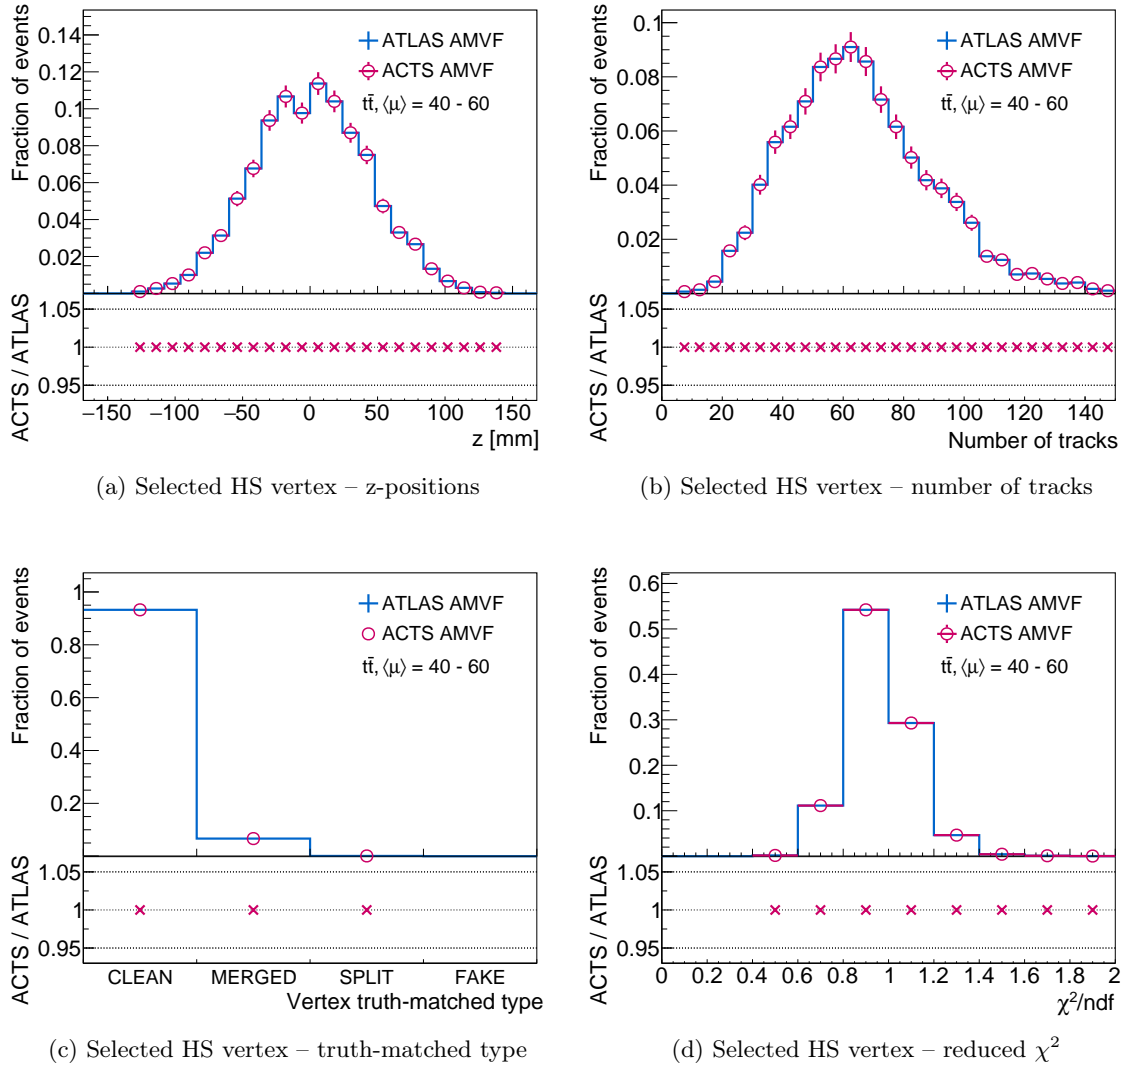 Fraction of events
0.14
0.12
0.1
0.08
0.06
0.04
0.02
ATLAS AMVF
ACTS AMVF
tt̄, ⟨μ⟩ = 40 - 60
ACTS / ATLAS
1.05
1
0.95
−150 −100 −50 0 50 100 150
z [mm]
(a) Selected HS vertex – z-positions
Fraction of events
0.1
0.08
0.06
0.04
0.02
ATLAS AMVF
ACTS AMVF
tt̄, ⟨μ⟩ = 40 - 60
ACTS / ATLAS
1.05
1
0.95
0 20 40 60 80 100 120 140
Number of tracks
(b) Selected HS vertex – number of tracks
Fraction of events
1
0.8
0.6
0.4
0.2
ATLAS AMVF
ACTS AMVF
tt̄, ⟨μ⟩ = 40 - 60
ACTS / ATLAS
1.05
1
0.95
CLEAN MERGED SPLIT FAKE
Vertex truth-matched type
(c) Selected HS vertex – truth-matched type
Fraction of events
0.6
0.5
0.4
0.3
0.2
0.1
ATLAS AMVF
ACTS AMVF
tt̄, ⟨μ⟩ = 40 - 60
ACTS / ATLAS
1.05
1
0.95
0 0.2 0.4 0.6 0.8 1 1.2 1.4 1.6 1.8 2
χ²/ndf
(d) Selected HS vertex – reduced χ²